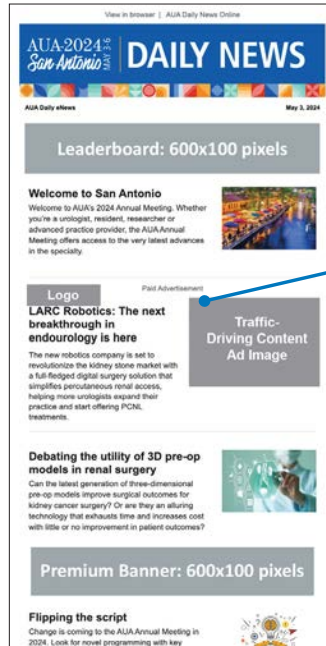 View in browser | AUA Daily News Online
AUA-2024
San Antonio
MAY 3-6
DAILY NEWS
AUA Daily eNews
May 3, 2024
Leaderboard: 600x100 pixels
Welcome to San Antonio
Welcome to AUA's 2024 Annual Meeting. Whether
you're a urologist, resident, researcher or
advanced practice provider, the AUA Annual
Meeting offers access to the very latest advances
in the specialty.
Paid Advertisement
Logo
LARC Robotics: The next
breakthrough in
endourology is here
The new robotics company is set to
revolutionize the kidney stone market with
a full-fledged digital surgery solution that
simplifies percutaneous renal access,
helping more urologists expand their
practice and start offering PCNL
treatments.
Traffic-
Driving Content
Ad Image
Debating the utility of 3D pre-op
models in renal surgery
Can the latest generation of three-dimensional
pre-op models improve surgical outcomes for
kidney cancer surgery? Or are they an alluring
technology that exhausts time and increases cost
with little or no improvement in patient outcomes?
Premium Banner: 600x100 pixels
Flipping the script
Change is coming to the AUA Annual Meeting in
2024. Look for novel programming with key